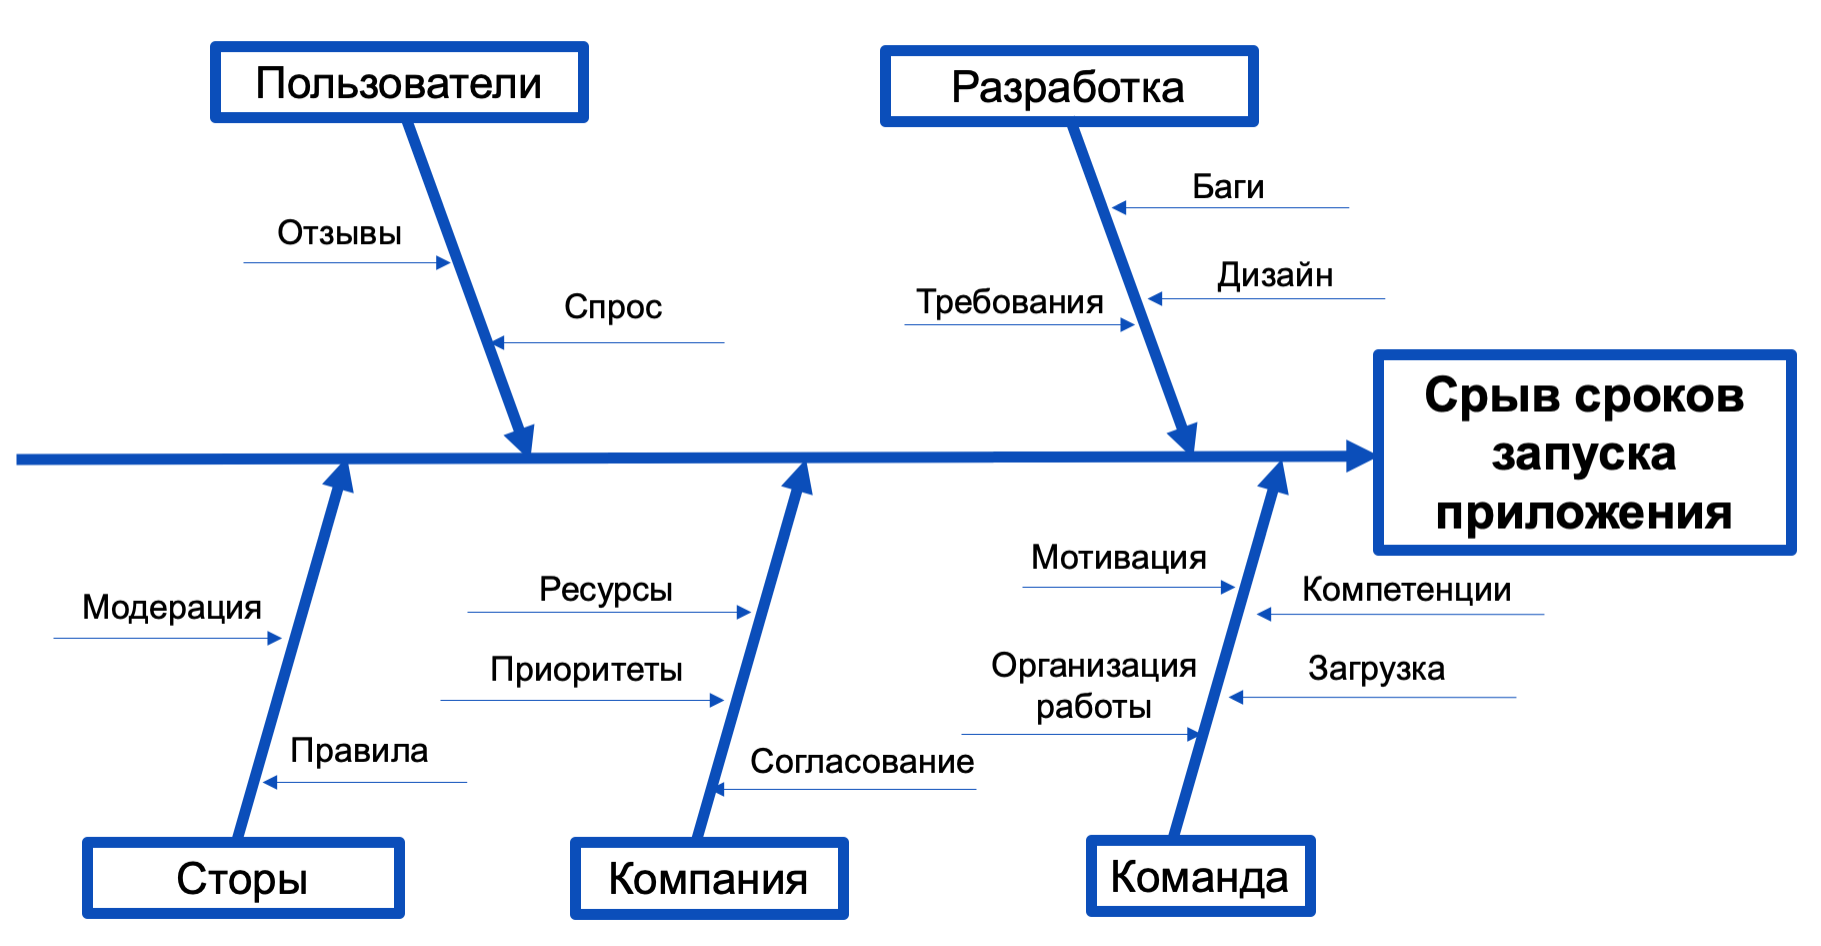 Пользователи
Разработка
Баги
Отзывы
Дизайн
Спрос
Требования
Срыв сроков
запуска
приложения
Мотивация
Ресурсы
Компетенции
Модерация
Приоритеты
Организация
работы
Загрузка
Правила
Согласование
Сторы
Компания
Команда